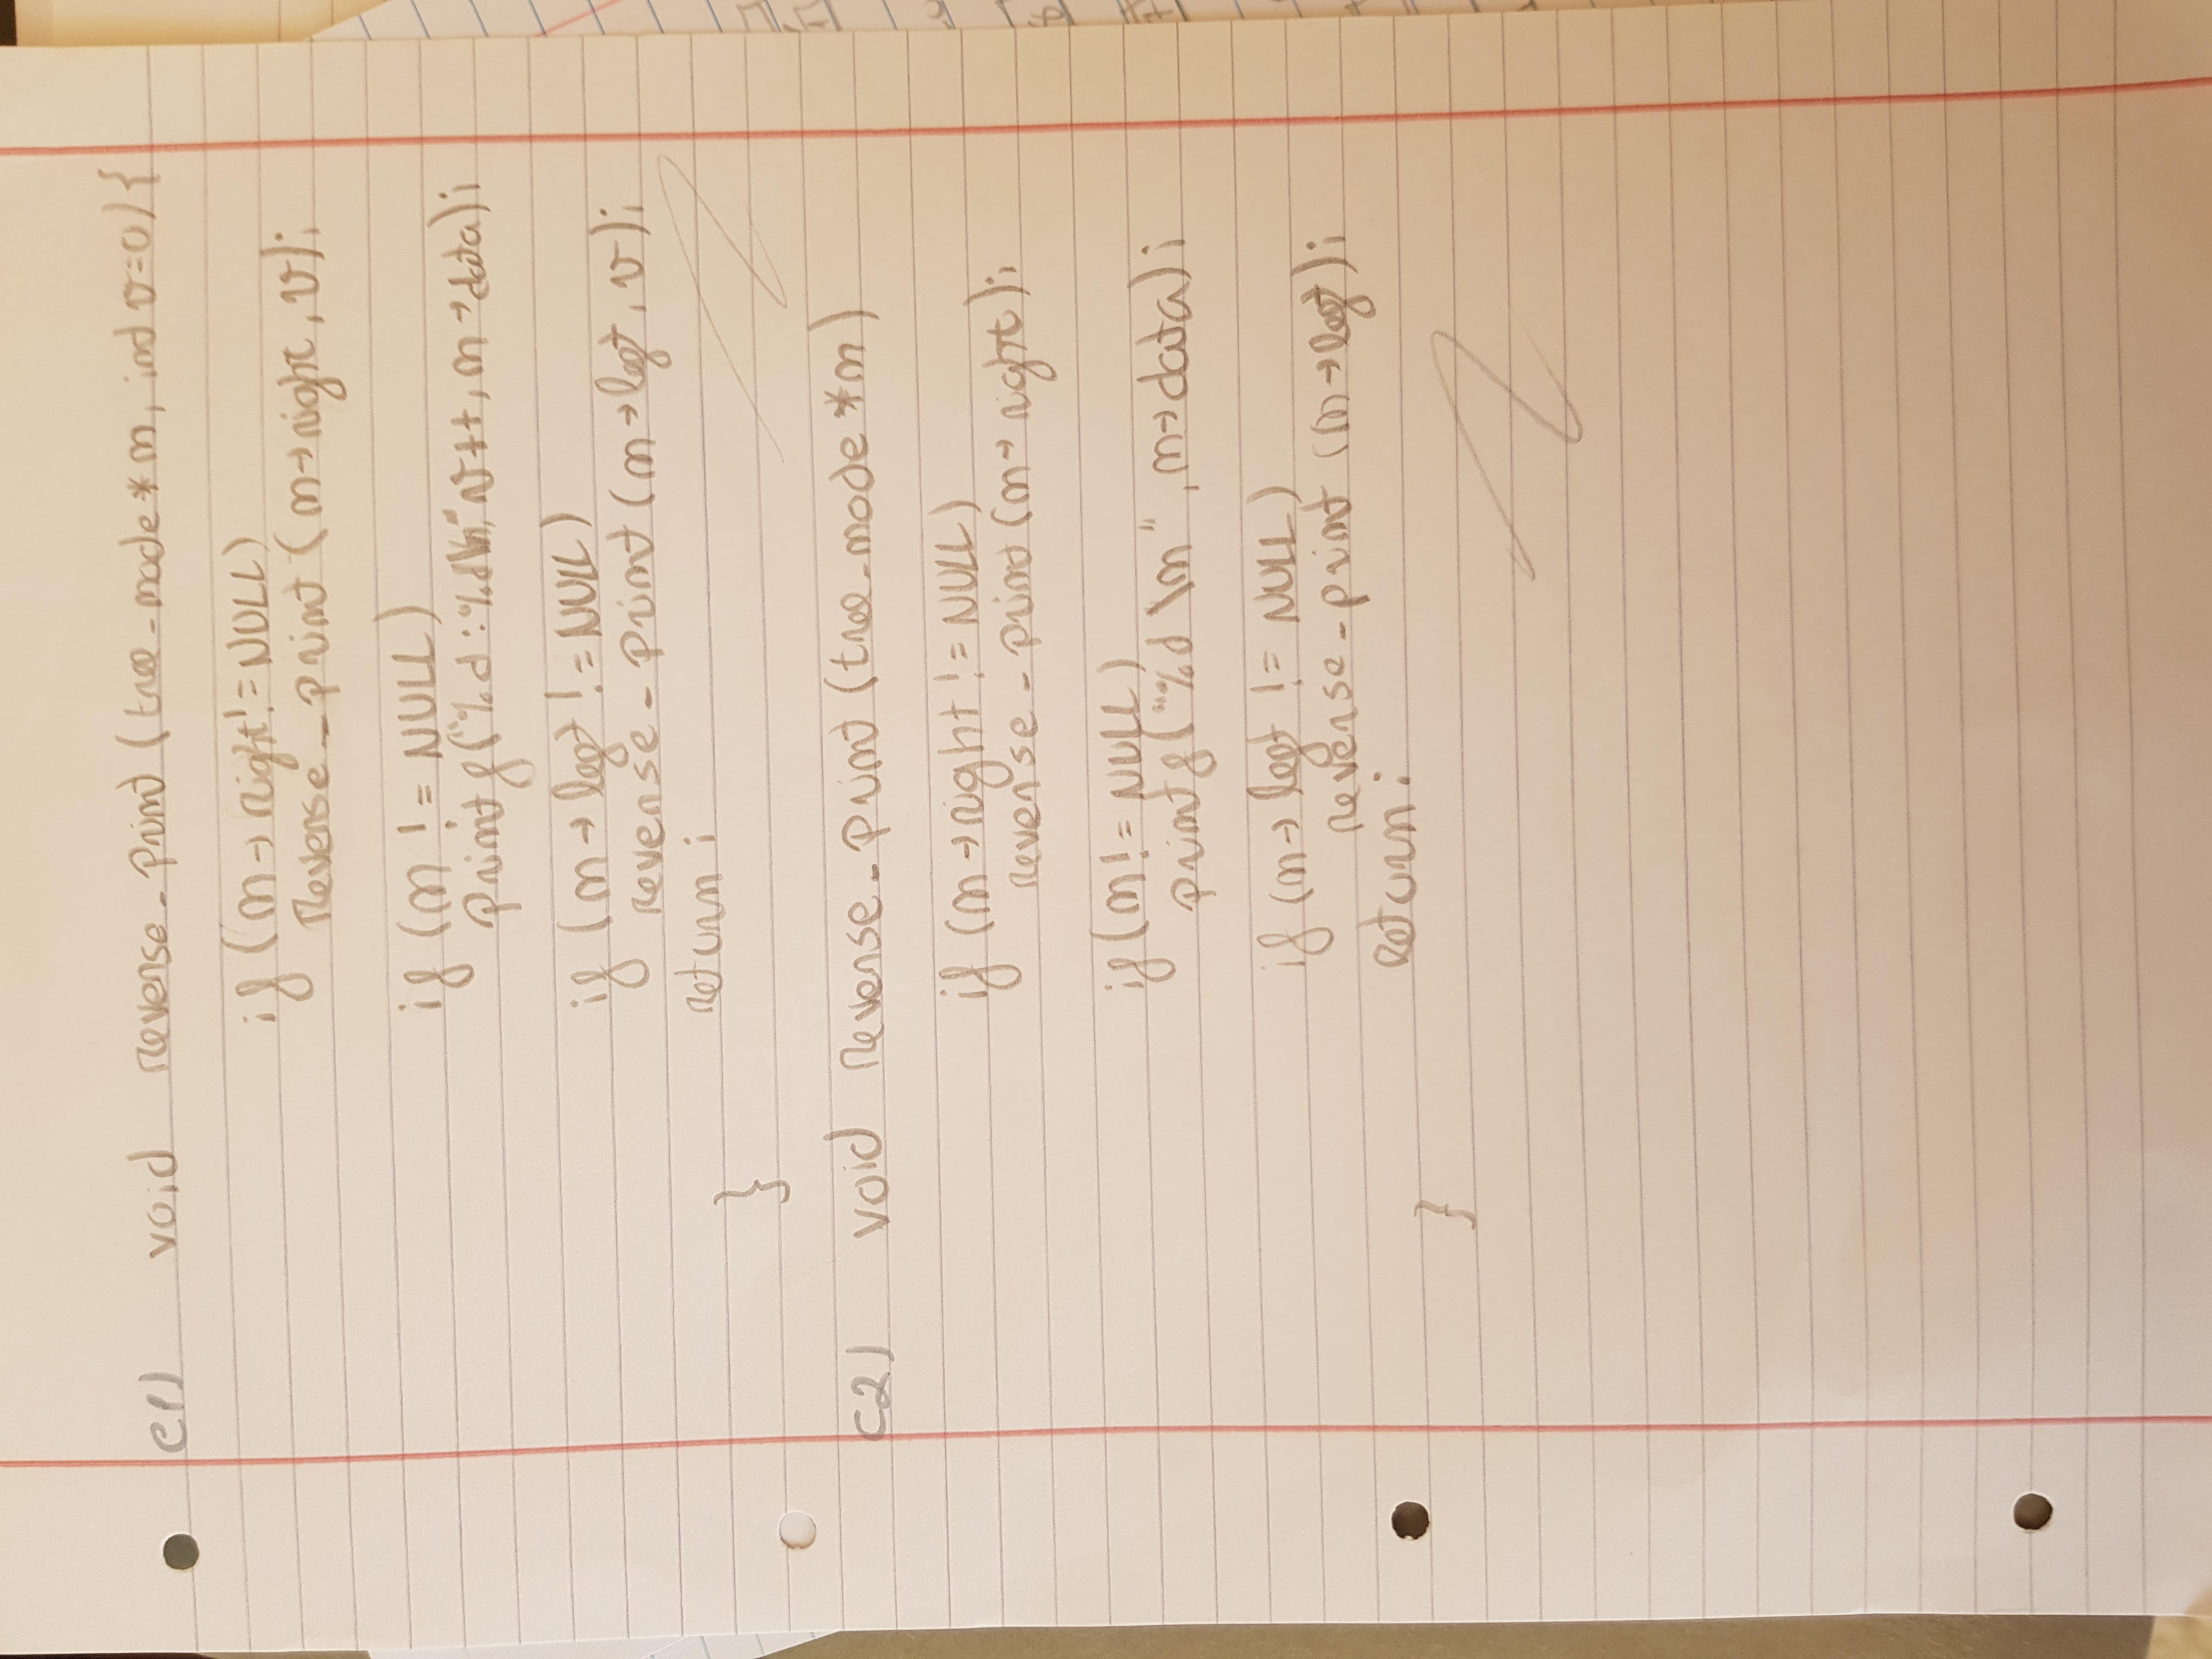 C1) void reverse_print (tree_node * n, int v=0) {
if (n → right != NULL)
Reverse_print (n → right, v);
if (n != NULL)
printf("%d : %d\n", v++, n → data);
if (n → left != NULL)
reverse_print (n → left, v);
return;
}
C2) void reverse_print (tree_node *n)
if (n → right != NULL)
reverse_print (n → right);
if (n != NULL)
printf("%d \n", n → data);
if (n → left != NULL)
reverse_print (n → left);
return;
}